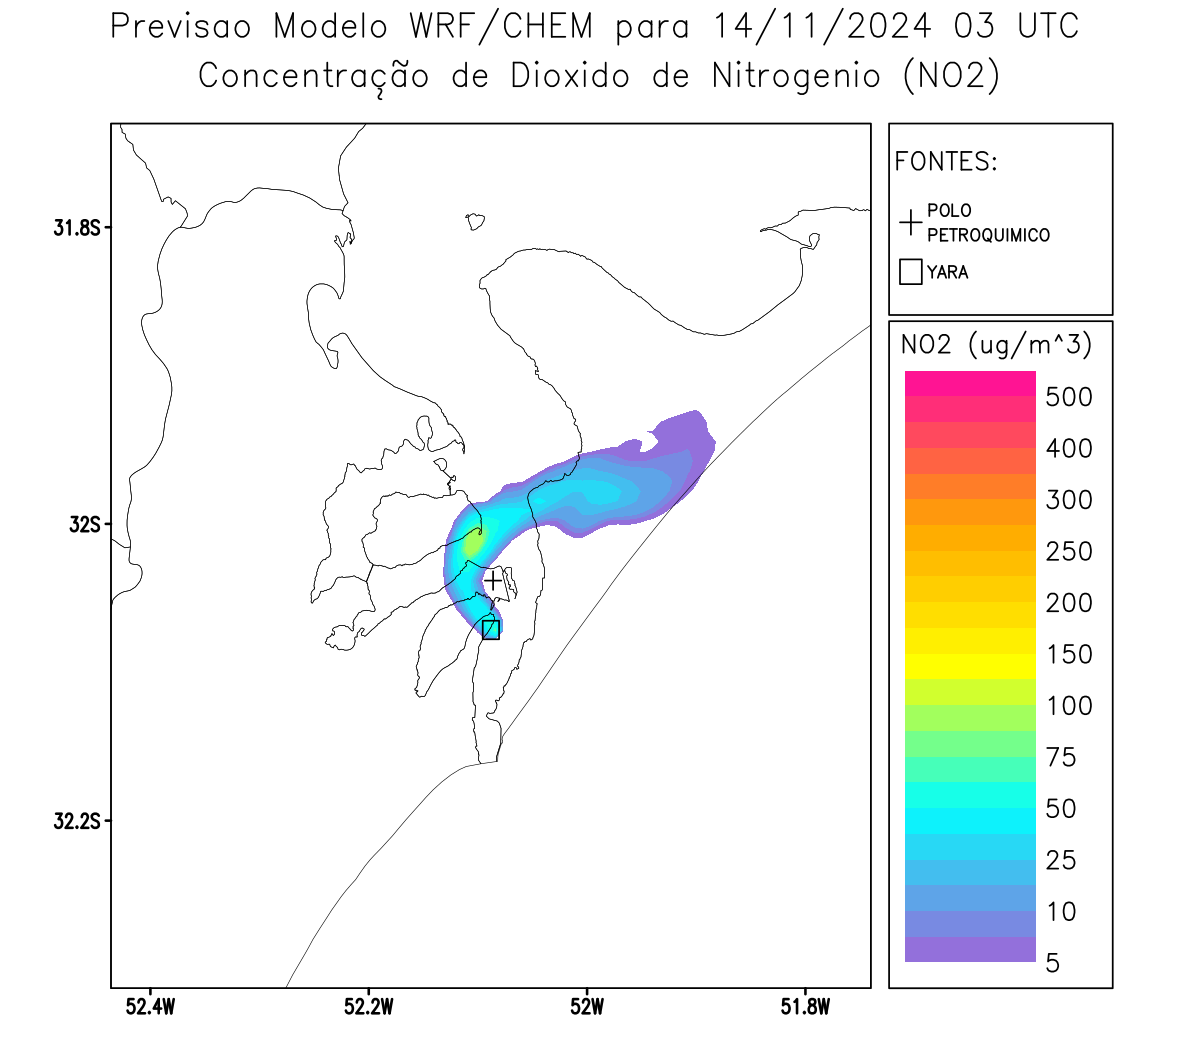 Previsao Modelo WRF/CHEM para 14/11/2024 03 UTC
Concentração de Dioxido de Nitrogenio (NO2)
FONTES:
POLO
PETROQUIMICO
YARA
NO2 (ug/m^3)
500
400
300
250
200
150
100
75
50
25
10
5
31.8S
32S
32.2S
52.4W
52.2W
52W
51.8W